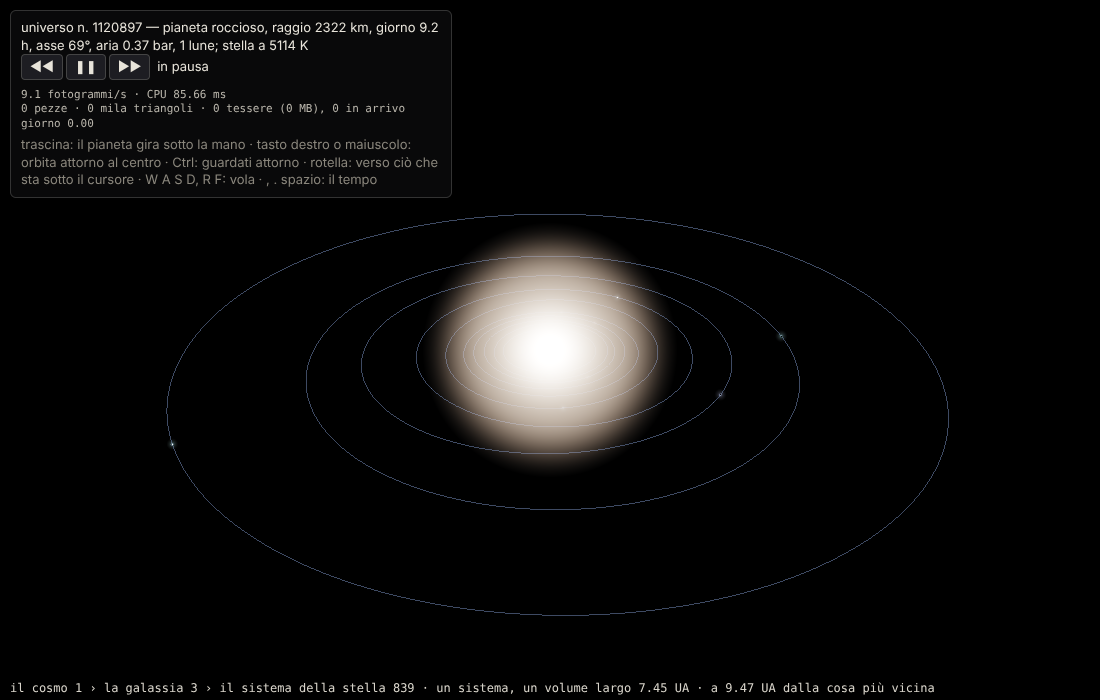 universo n. 1120897 — pianeta roccioso, raggio 2322 km, giorno 9.2
h, asse 69°, aria 0.37 bar, 1 lune; stella a 5114 K
in pausa
9.1 fotogrammi/s · CPU 85.66 ms
0 pezze · 0 mila triangoli · 0 tessere (0 MB), 0 in arrivo
giorno 0.00
trascina: il pianeta gira sotto la mano · tasto destro o maiuscolo:
orbita attorno al centro · Ctrl: guardati attorno · rotella: verso ciò che
sta sotto il cursore · W A S D, R F: vola · , . spazio: il tempo
il cosmo 1 › la galassia 3 › il sistema della stella 839 · un sistema, un volume largo 7.45 UA · a 9.47 UA dalla cosa più vicina